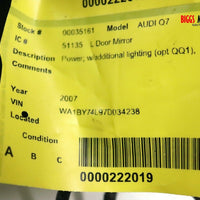 0000222019
BIGGS
Stock # 00035161 Model AUDI Q7
IC # 51135 L Door Mirror
Description Power; w/additional lighting (opt QQ1),
Comments
Year 2007
VIN WA1BY74L97D034238
Located
Condition
A B C
0000222019